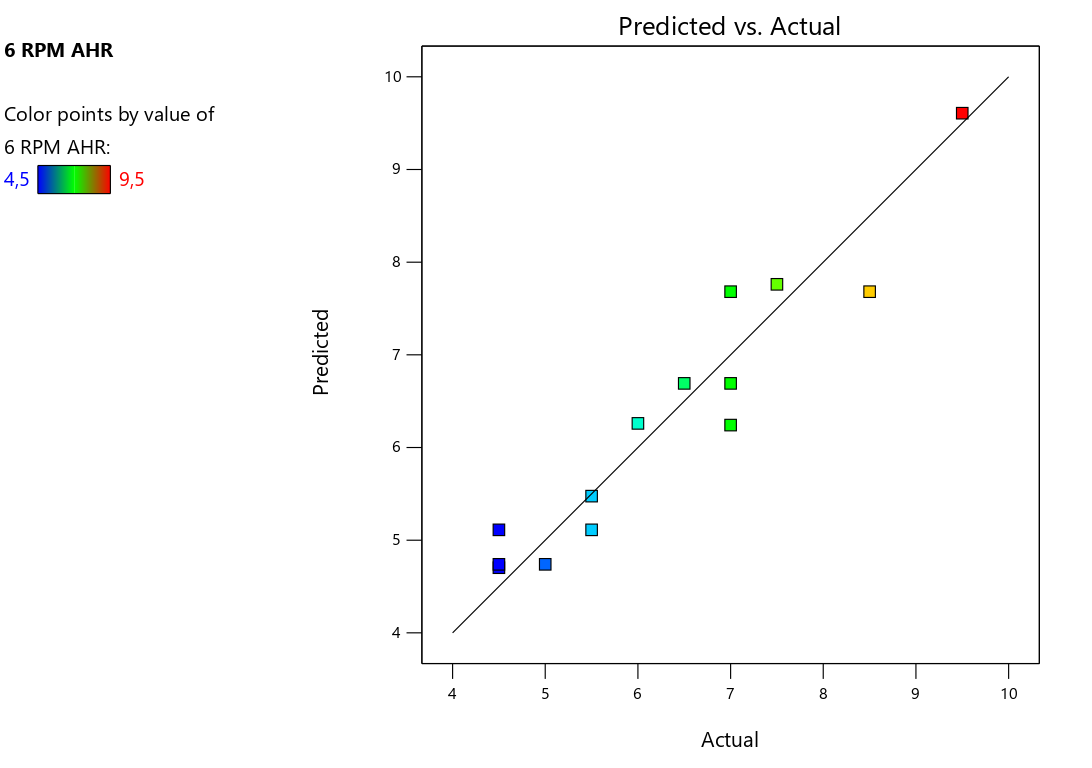 6 RPM AHR
Color points by value of
6 RPM AHR:
4,5 9,5
Predicted vs. Actual
10
9
8
7
6
5
4
Predicted
4 5 6 7 8 9 10
Actual